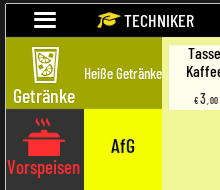 TECHNIKER
Getränke
Heiße Getränke
Tasse
Kaffee
€ 3,00
Vorspeisen
AfG